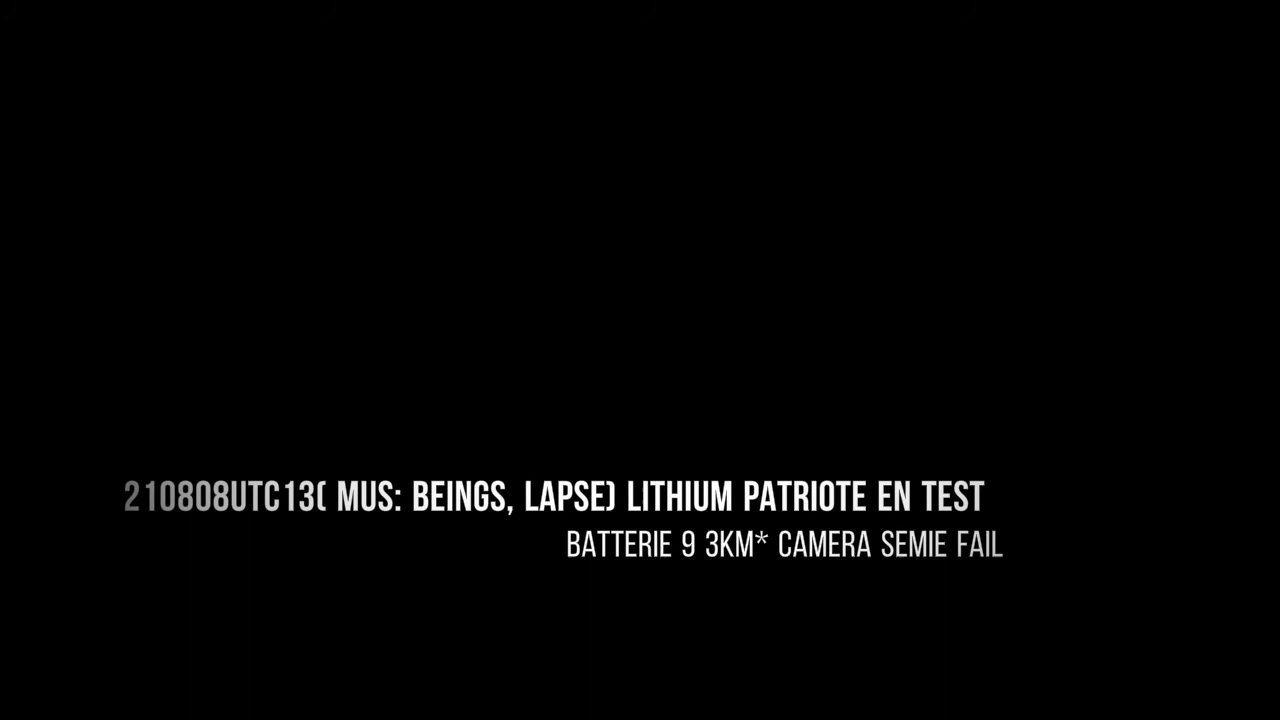 210808UTC13( MUS: BEINGS, LAPSE) LITHIUM PATRIOTE EN TEST
BATTERIE 9 3KM* CAMERA SEMIE FAIL